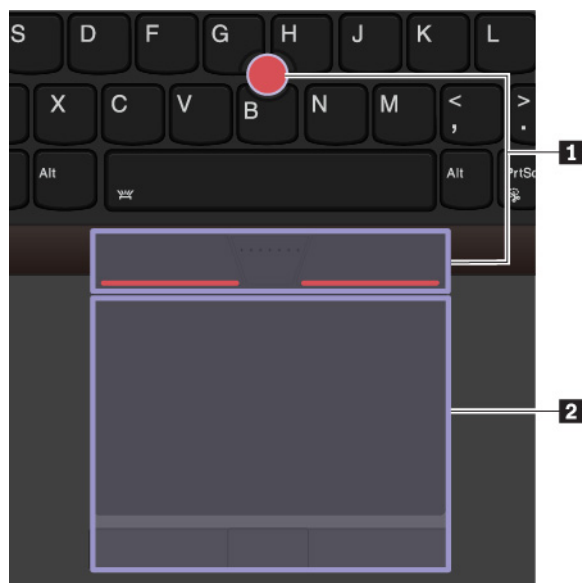 S D F G H J K L
X C V B N M < , > .
1
Alt Alt PrtSc
2